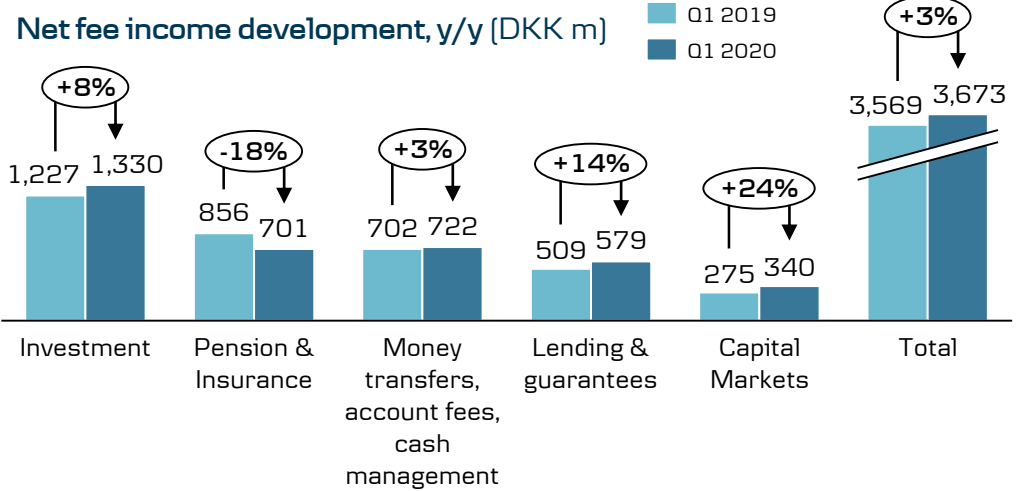 Net fee income development, y/y (DKK m)
Q1 2019
Q1 2020
+8%
1,227
1,330
-18%
856
701
+3%
702
722
+14%
509
579
+24%
275
340
+3%
3,569
3,673
Investment
Pension &
Insurance
Money
transfers,
account fees,
cash
management
Lending &
guarantees
Capital
Markets
Total